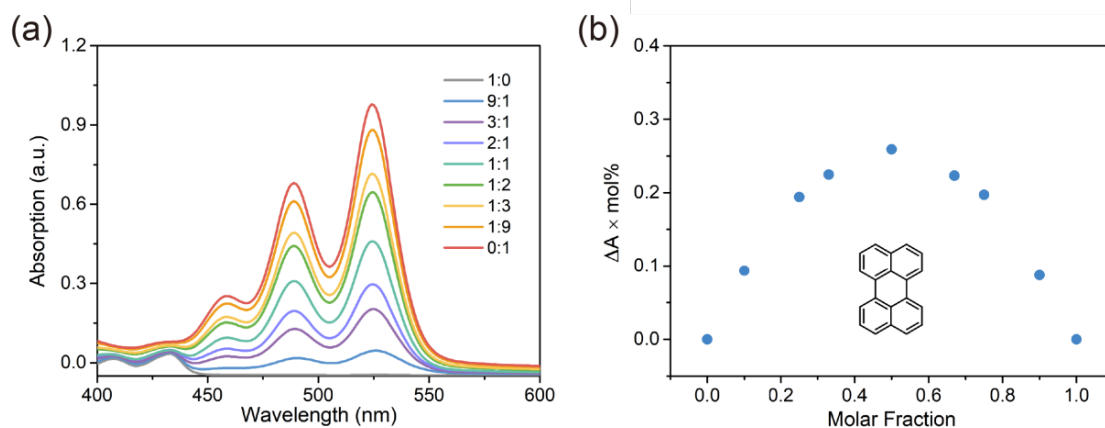 (a)
Absorption (a.u.)
1.2
0.9
0.6
0.3
0.0
1:0
9:1
3:1
2:1
1:1
1:2
1:3
1:9
0:1
400 450 500 550 600
Wavelength (nm)
(b)
ΔA × mol%
0.4
0.3
0.2
0.1
0.0
0.0 0.2 0.4 0.6 0.8 1.0
Molar Fraction